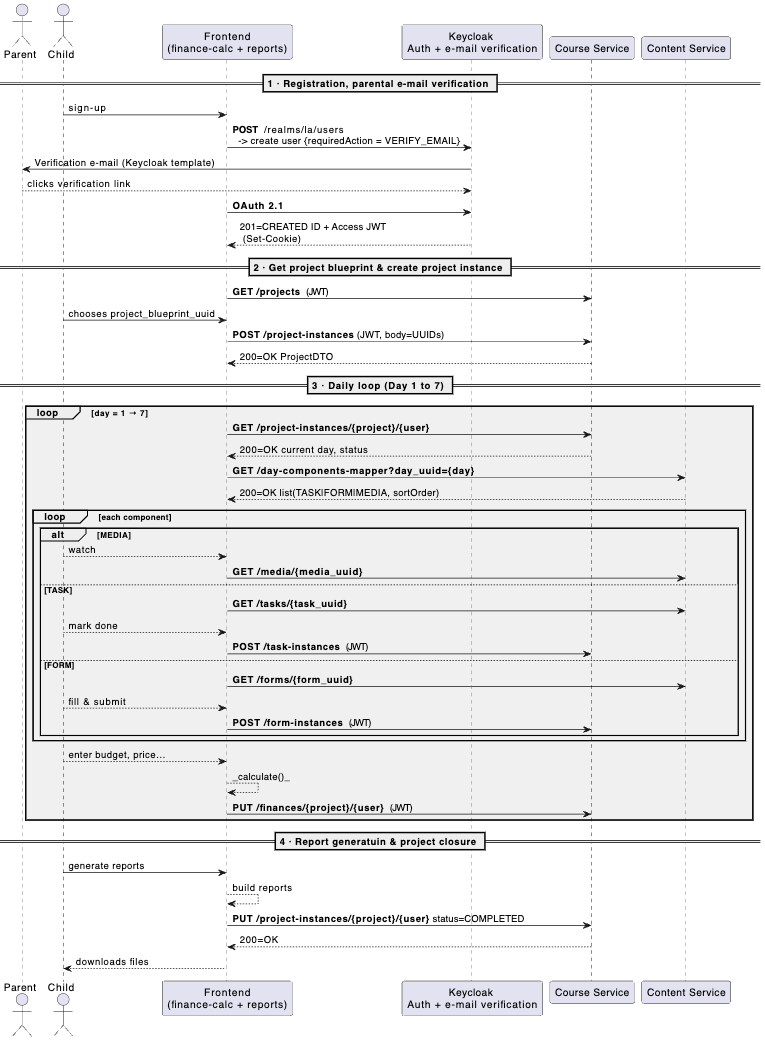 Parent
Child
Frontend
(finance-calc + reports)
Keycloak
Auth + e-mail verification
Course Service
Content Service
1 · Registration, parental e-mail verification
sign-up
POST /realms/la/users
-> create user {requiredAction = VERIFY_EMAIL}
Verification e-mail (Keycloak template)
clicks verification link
OAuth 2.1
201=CREATED ID + Access JWT
(Set-Cookie)
2 · Get project blueprint & create project instance
GET /projects (JWT)
chooses project_blueprint_uuid
POST /project-instances (JWT, body=UUIDs)
200=OK ProjectDTO
3 · Daily loop (Day 1 to 7)
loop [day = 1 → 7]
GET /project-instances/{project}/{user}
200=OK current day, status
GET /day-components-mapper?day_uuid={day}
200=OK list(TASK|FORM|MEDIA, sortOrder)
loop [each component]
alt [MEDIA]
watch
GET /media/{media_uuid}
[TASK]
GET /tasks/{task_uuid}
mark done
POST /task-instances (JWT)
[FORM]
GET /forms/{form_uuid}
fill & submit
POST /form-instances (JWT)
enter budget, price...
_calculate()_
PUT /finances/{project}/{user} (JWT)
4 · Report generatuin & project closure
generate reports
build reports
PUT /project-instances/{project}/{user} status=COMPLETED
200=OK
downloads files
Parent
Child
Frontend
(finance-calc + reports)
Keycloak
Auth + e-mail verification
Course Service
Content Service